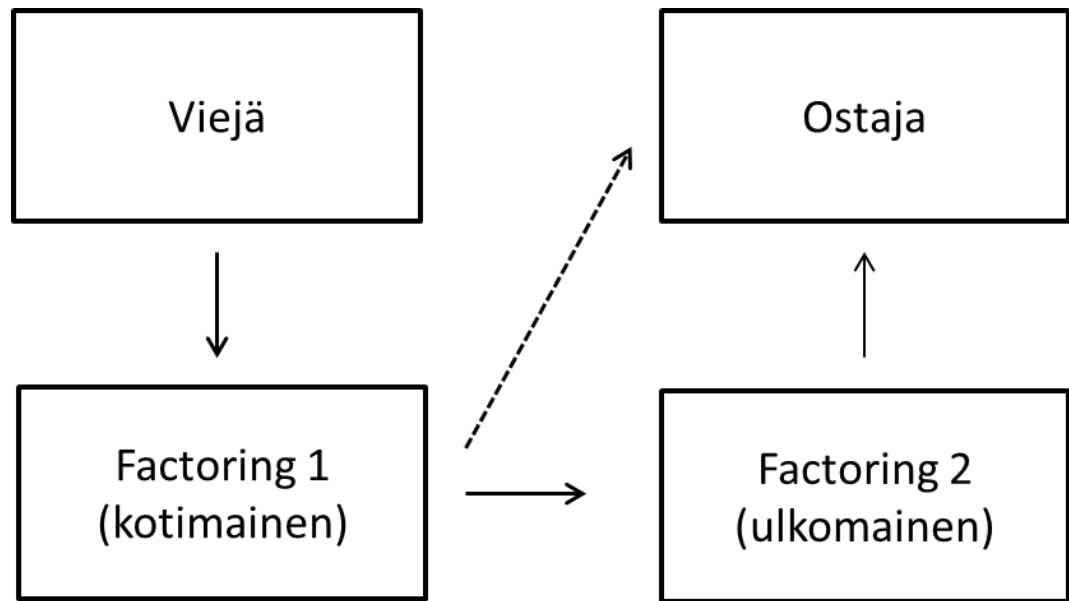 Viejä
Ostaja
Factoring 1
(kotimainen)
Factoring 2
(ulkomainen)